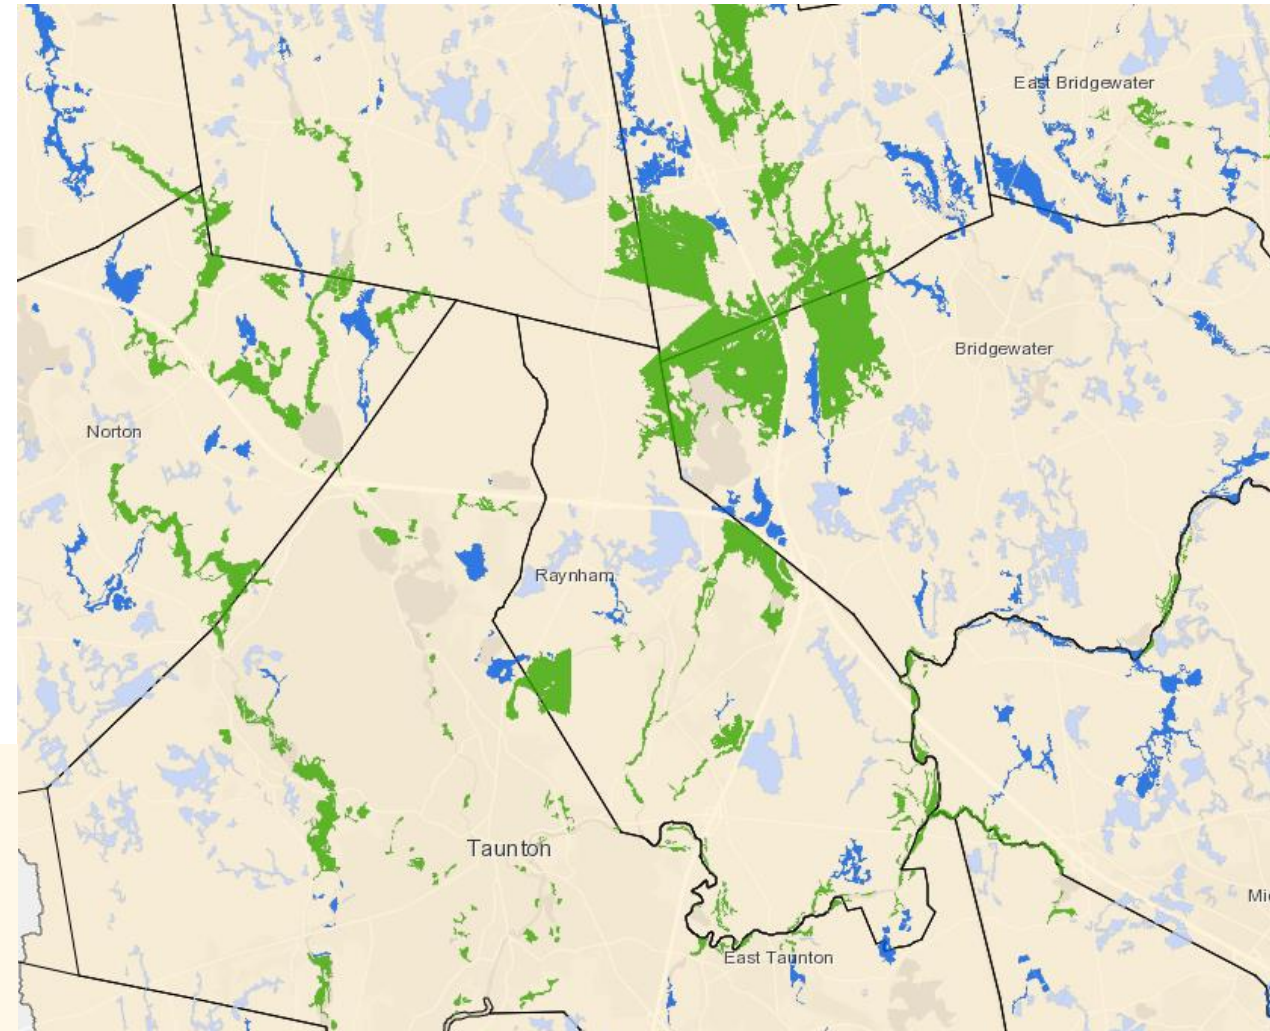 East Bridgewater
Bridgewater
Norton
Raynham
Taunton
East Taunton